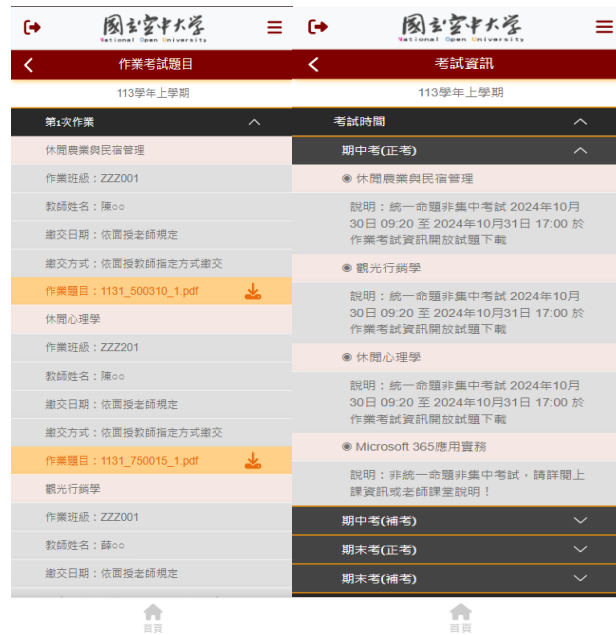 國立空中大學
National Open University
作業考試題目
113學年上學期
第1次作業
休閒農業與民宿管理
作業班級：ZZZ001
教師姓名：陳○○
繳交日期：依面授老師規定
繳交方式：依面授教師指定方式繳交
作業題目：1131_500310_1.pdf
休閒心理學
作業班級：ZZZ201
教師姓名：陳○○
繳交日期：依面授老師規定
繳交方式：依面授教師指定方式繳交
作業題目：1131_750015_1.pdf
觀光行銷學
作業班級：ZZZ001
教師姓名：薛○○
繳交日期：依面授老師規定
首頁
國立空中大學
National Open University
考試資訊
113學年上學期
考試時間
期中考(正考)
◉ 休閒農業與民宿管理
說明：統一命題非集中考試 2024年10月
30日 09:20 至 2024年10月31日 17:00 於
作業考試資訊開放試題下載
◉ 觀光行銷學
說明：統一命題非集中考試 2024年10月
30日 09:20 至 2024年10月31日 17:00 於
作業考試資訊開放試題下載
◉ 休閒心理學
說明：統一命題非集中考試 2024年10月
30日 09:20 至 2024年10月31日 17:00 於
作業考試資訊開放試題下載
◉ Microsoft 365應用實務
說明：非統一命題非集中考試，請詳閱上
課資訊或老師課堂說明！
期中考(補考)
期末考(正考)
期末考(補考)
首頁